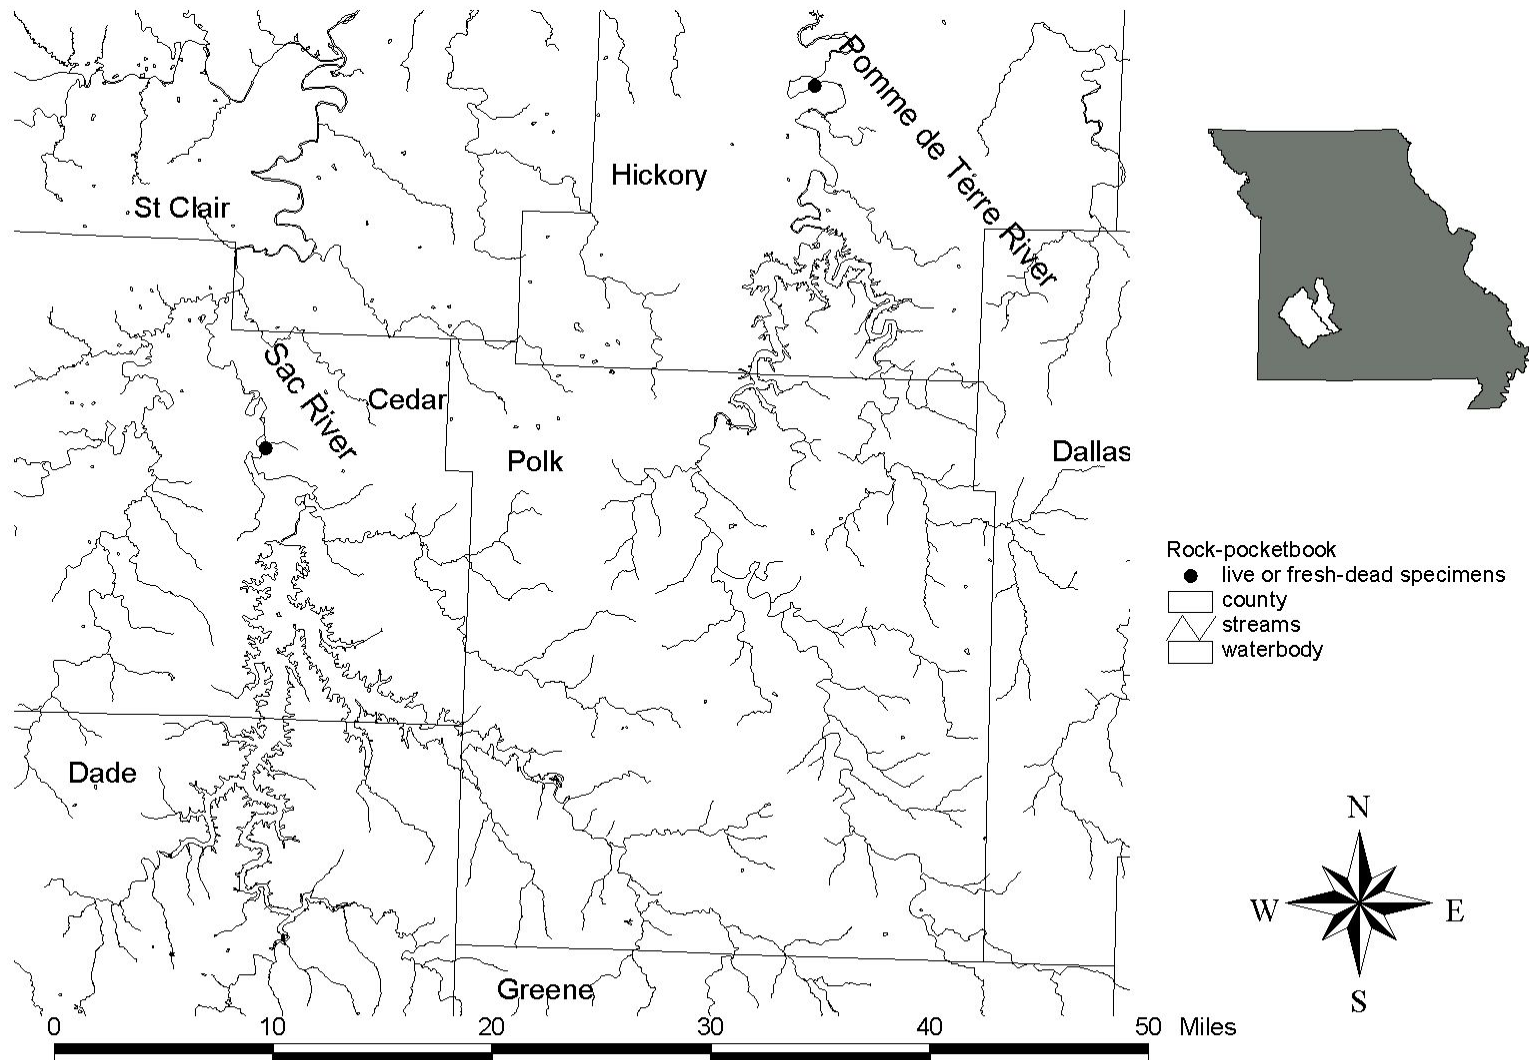 Pomme de Terre River
Hickory
St Clair
Sac River
Cedar
Polk
Dallas
Rock-pocketbook
live or fresh-dead specimens
county
streams
waterbody
Dade
N
W
E
S
Greene
0 10 20 30 40 50 Miles